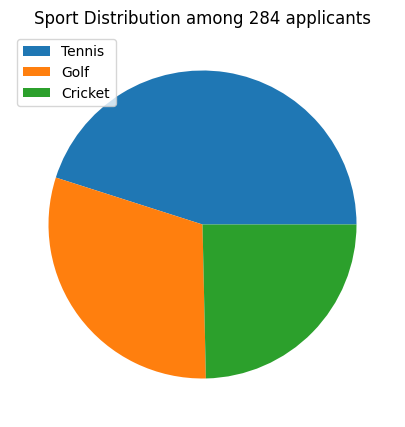 Sport Distribution among 284 applicants
Tennis
Golf
Cricket